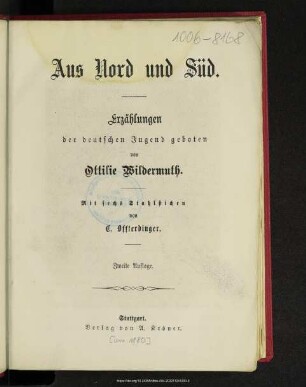 1006-8168
Aus Nord und Süd.
Erzählungen
der deutschen Jugend geboten
von
Ottilie Wildermuth.
Mit sechs Stahlstichen
von
C. Offterdinger.
Zweite Auflage.
Stuttgart.
Verlag von A. Kröner.